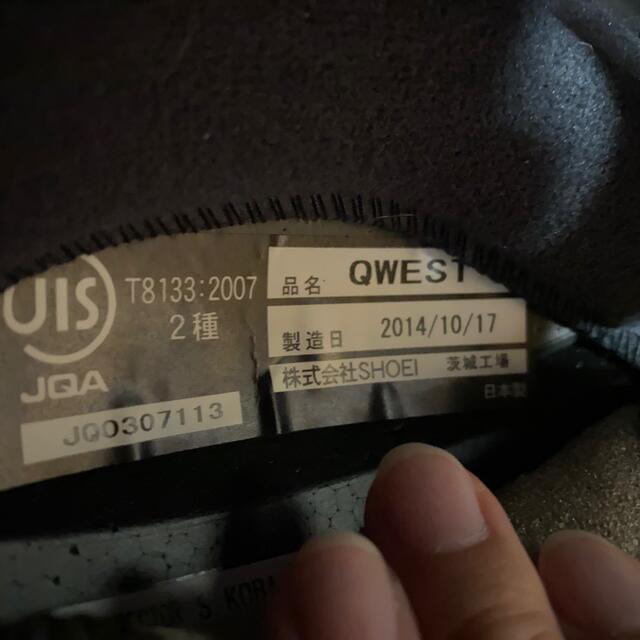 JIS
T8133:2007
2種
JQA
JQ0307113
品名 QWEST
製造日 2014/10/17
株式会社SHOEI 茨城工場
日本製